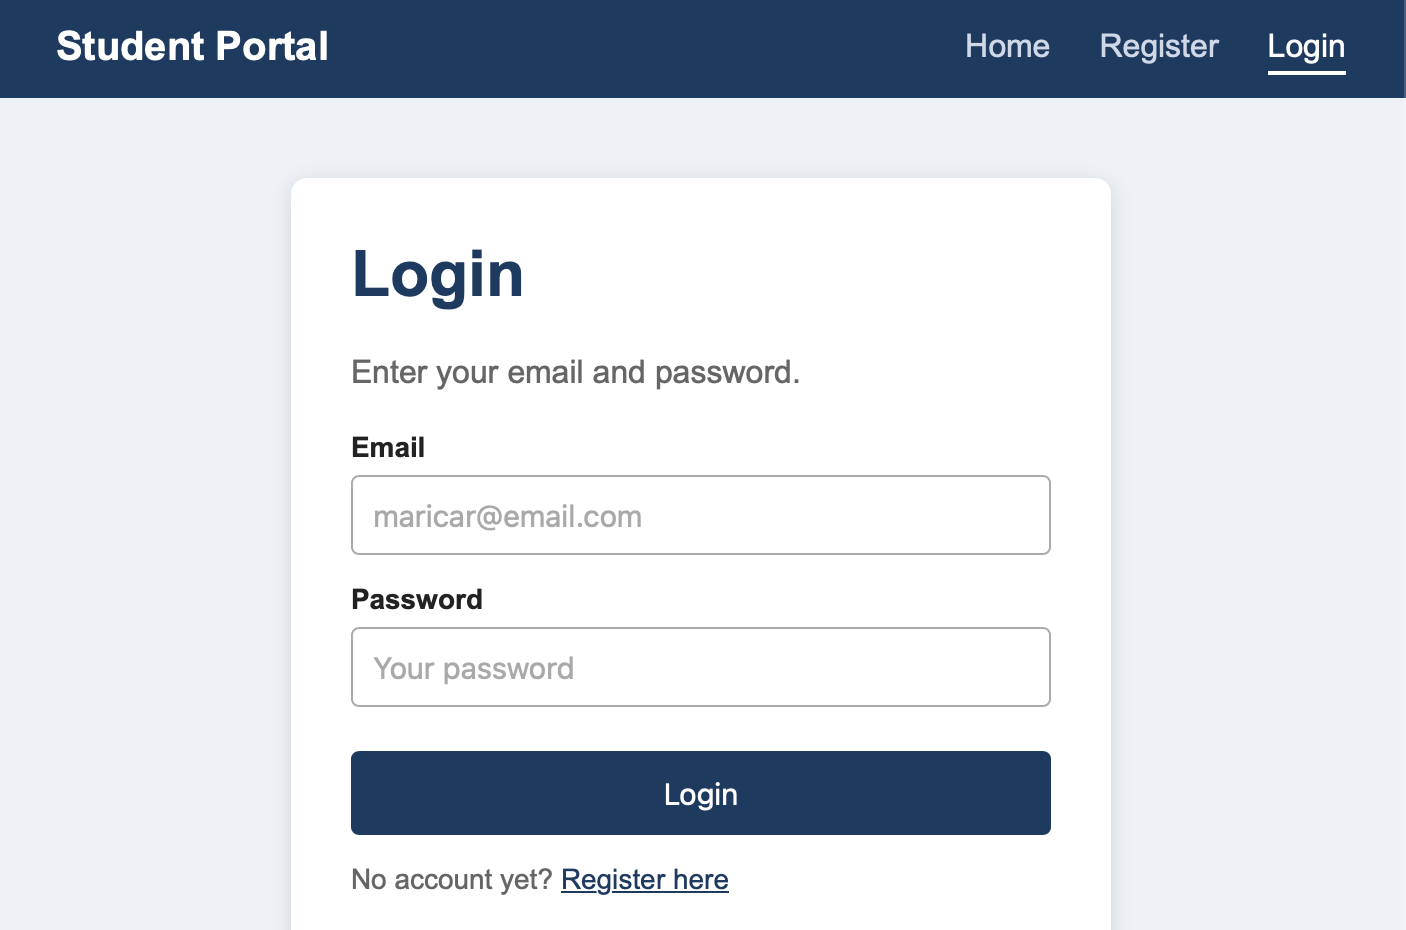 Student Portal
Home Register Login
Login
Enter your email and password.
Email
maricar@email.com
Password
Your password
Login
No account yet? Register here